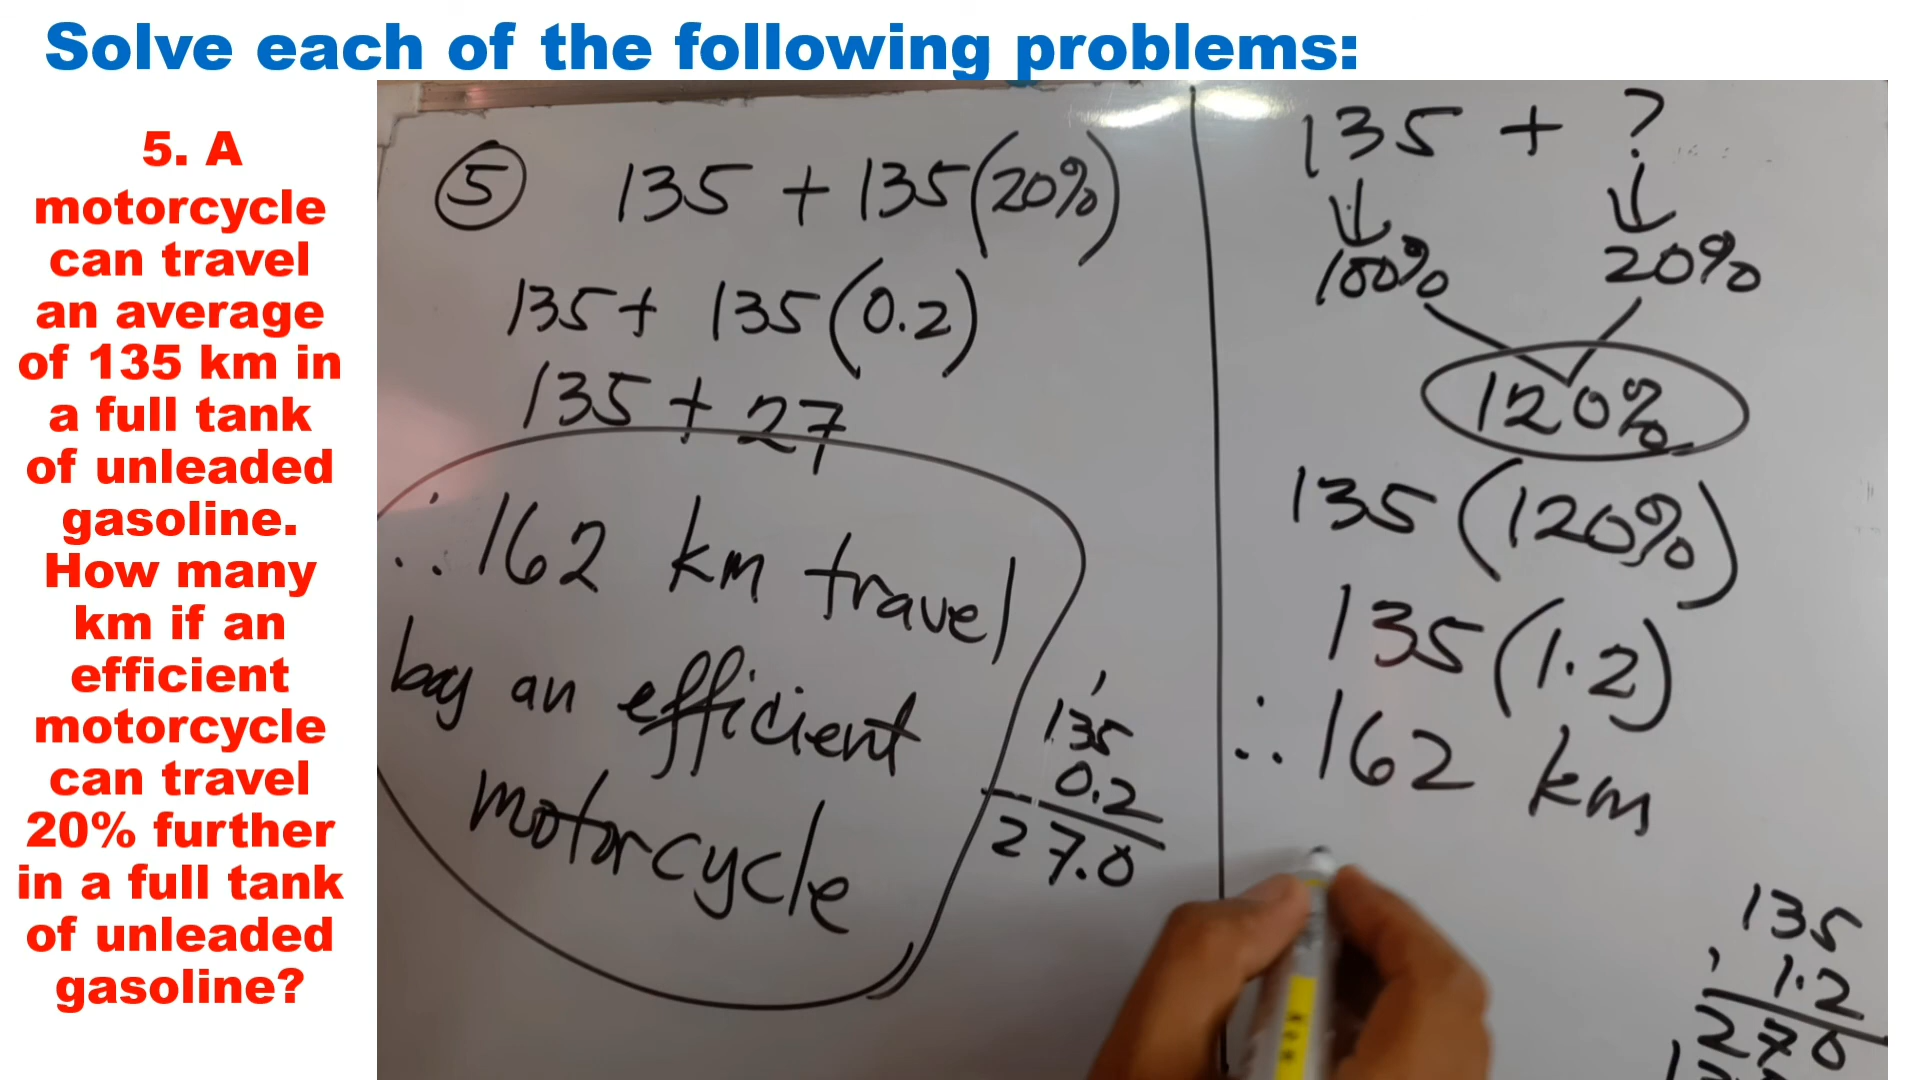 Solve each of the following problems:
5. A
motorcycle
can travel
an average
of 135 km in
a full tank
of unleaded
gasoline.
How many
km if an
efficient
motorcycle
can travel
20% further
in a full tank
of unleaded
gasoline?
5 135 + 135(20%)
135 + 135(0.2)
135 + 27
∴ 162 km travel
by an efficient
motorcycle
1
135
0.2
27.0
135 + ?
100% 20%
120%
135(120%)
135(1.2)
∴ 162 km
135
1.2
270